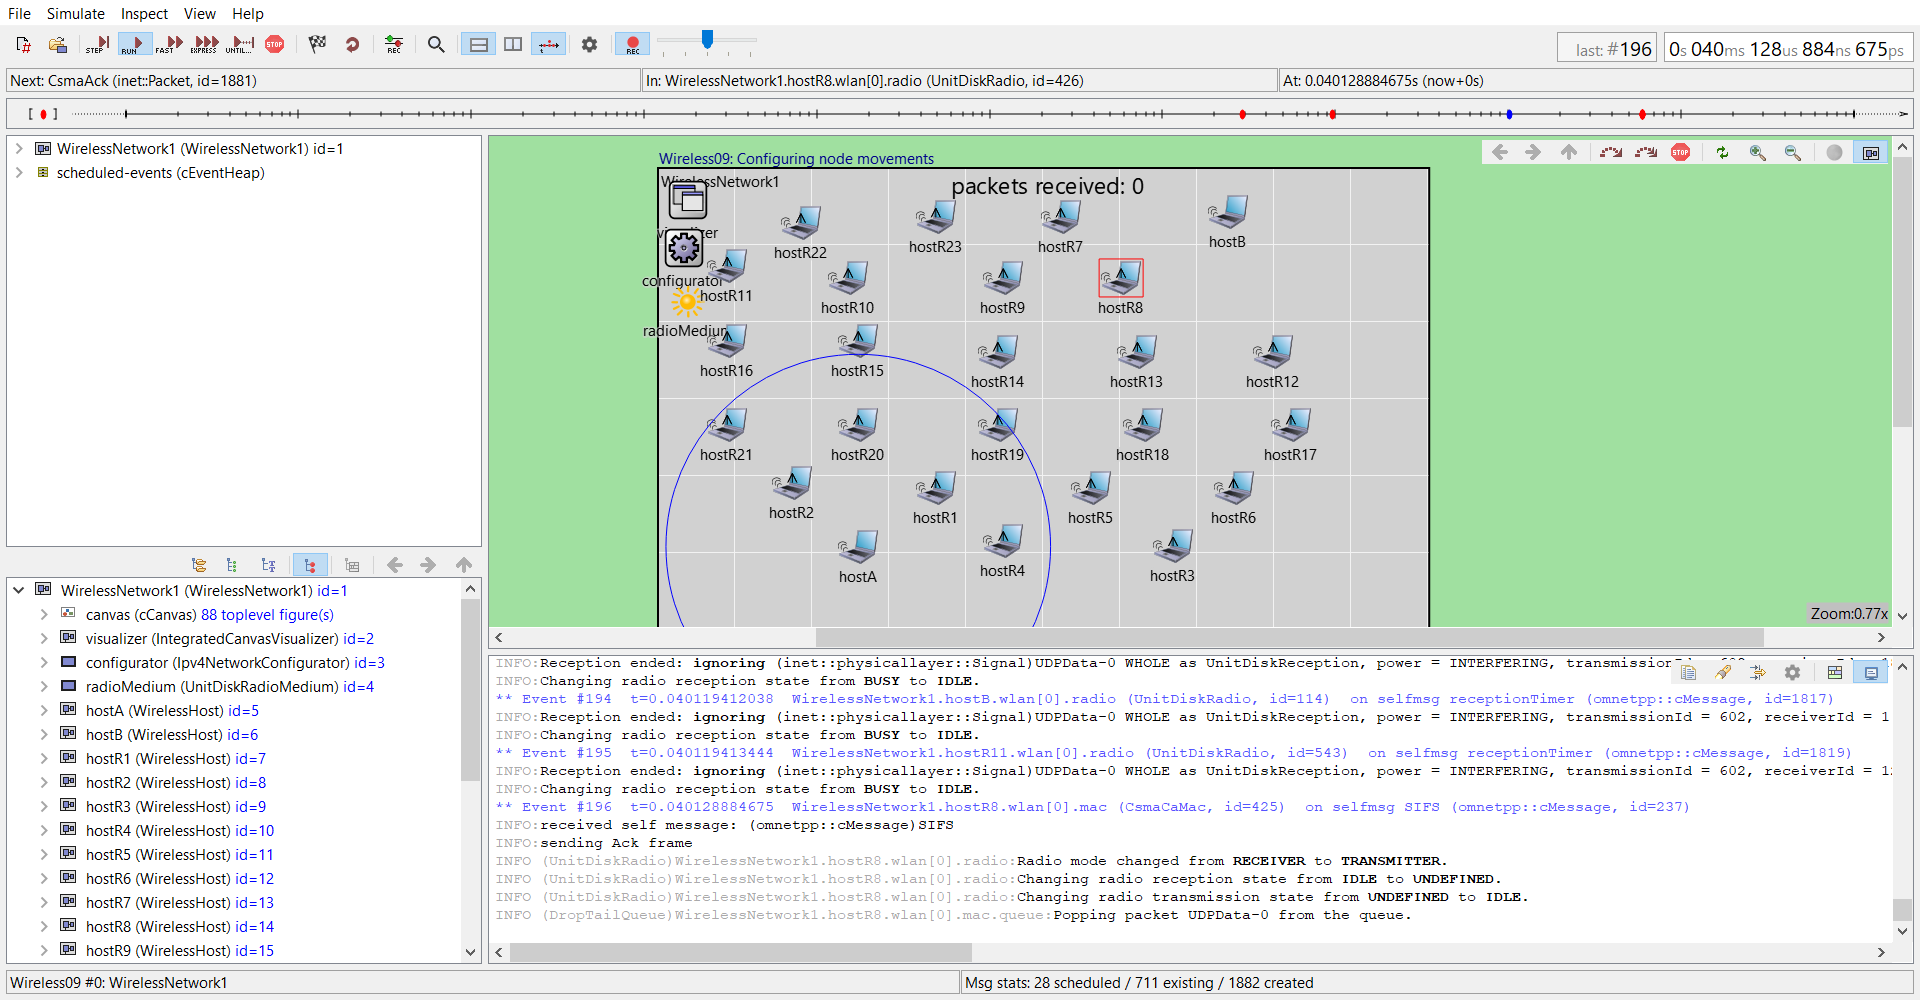 File Simulate Inspect View Help
STEP RUN FAST EXPRESS UNTIL... STOP REC REC
last: #196 0s 040ms 128us 884ns 675ps
Next: CsmaAck (inet::Packet, id=1881) In: WirelessNetwork1.hostR8.wlan[0].radio (UnitDiskRadio, id=426) At: 0.040128884675s (now+0s)
WirelessNetwork1 (WirelessNetwork1) id=1
scheduled-events (cEventHeap)
Wireless09: Configuring node movements
STOP
WirelessNetwork1
packets received: 0
visualizer
hostR22
hostR23
hostR7
hostB
configurator
hostR11
hostR10
hostR9
hostR8
radioMedium
hostR16
hostR15
hostR14
hostR13
hostR12
hostR21
hostR20
hostR19
hostR18
hostR17
hostR2
hostR1
hostR5
hostR6
hostA
hostR4
hostR3
Zoom:0.77x
WirelessNetwork1 (WirelessNetwork1) id=1
canvas (cCanvas) 88 toplevel figure(s)
visualizer (IntegratedCanvasVisualizer) id=2
configurator (Ipv4NetworkConfigurator) id=3
radioMedium (UnitDiskRadioMedium) id=4
hostA (WirelessHost) id=5
hostB (WirelessHost) id=6
hostR1 (WirelessHost) id=7
hostR2 (WirelessHost) id=8
hostR3 (WirelessHost) id=9
hostR4 (WirelessHost) id=10
hostR5 (WirelessHost) id=11
hostR6 (WirelessHost) id=12
hostR7 (WirelessHost) id=13
hostR8 (WirelessHost) id=14
hostR9 (WirelessHost) id=15
INFO:Reception ended: ignoring (inet::physicallayer::Signal)UDPData-0 WHOLE as UnitDiskReception, power = INTERFERING,
INFO:Changing radio reception state from BUSY to IDLE.
** Event #194 t=0.040119412038 WirelessNetwork1.hostB.wlan[0].radio (UnitDiskRadio, id=114) on selfmsg receptionTimer (omnetpp::cMessage, id=1817)
INFO:Reception ended: ignoring (inet::physicallayer::Signal)UDPData-0 WHOLE as UnitDiskReception, power = INTERFERING, transmissionId = 602, receiverId = 1
INFO:Changing radio reception state from BUSY to IDLE.
** Event #195 t=0.040119413444 WirelessNetwork1.hostR11.wlan[0].radio (UnitDiskRadio, id=543) on selfmsg receptionTimer (omnetpp::cMessage, id=1819)
INFO:Reception ended: ignoring (inet::physicallayer::Signal)UDPData-0 WHOLE as UnitDiskReception, power = INTERFERING, transmissionId = 602, receiverId =
INFO:Changing radio reception state from BUSY to IDLE.
** Event #196 t=0.040128884675 WirelessNetwork1.hostR8.wlan[0].mac (CsmaCaMac, id=425) on selfmsg SIFS (omnetpp::cMessage, id=237)
INFO:received self message: (omnetpp::cMessage)SIFS
INFO:sending Ack frame
INFO (UnitDiskRadio)WirelessNetwork1.hostR8.wlan[0].radio:Radio mode changed from RECEIVER to TRANSMITTER.
INFO (UnitDiskRadio)WirelessNetwork1.hostR8.wlan[0].radio:Changing radio reception state from IDLE to UNDEFINED.
INFO (UnitDiskRadio)WirelessNetwork1.hostR8.wlan[0].radio:Changing radio transmission state from UNDEFINED to IDLE.
INFO (DropTailQueue)WirelessNetwork1.hostR8.wlan[0].mac.queue:Popping packet UDPData-0 from the queue.
Wireless09 #0: WirelessNetwork1 Msg stats: 28 scheduled / 711 existing / 1882 created